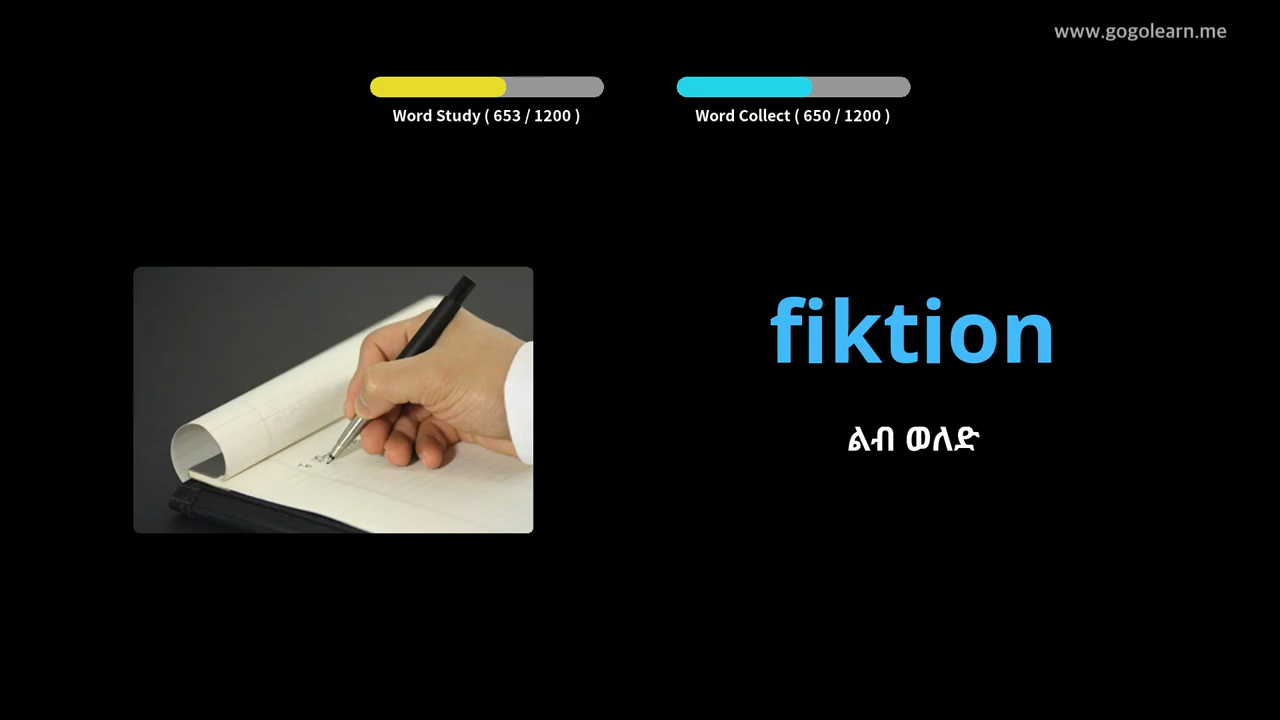 www.gogolearn.me
Word Study ( 653 / 1200 )
Word Collect ( 650 / 1200 )
fiktion
ልብ ወለድ